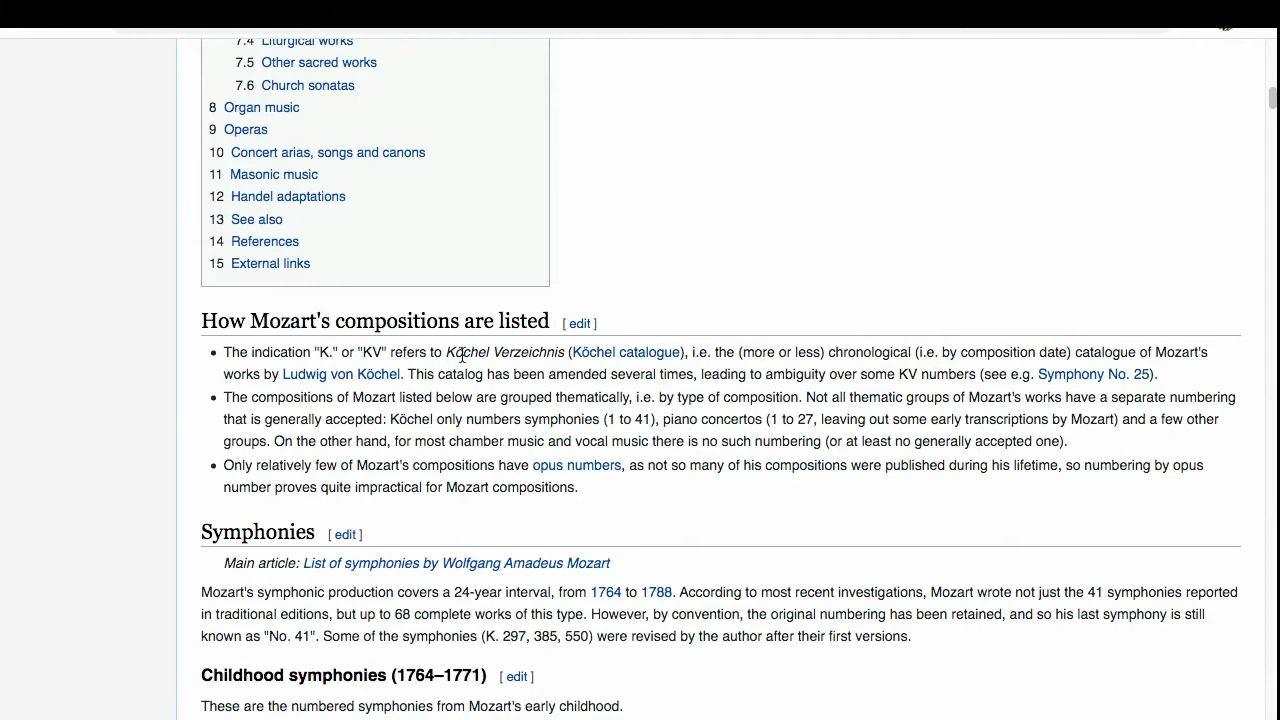 7.4 Liturgical works
7.5 Other sacred works
7.6 Church sonatas
8 Organ music
9 Operas
10 Concert arias, songs and canons
11 Masonic music
12 Handel adaptations
13 See also
14 References
15 External links
How Mozart's compositions are listed [ edit ]
• The indication "K." or "KV" refers to Köchel Verzeichnis (Köchel catalogue), i.e. the (more or less) chronological (i.e. by composition date) catalogue of Mozart's
works by Ludwig von Köchel. This catalog has been amended several times, leading to ambiguity over some KV numbers (see e.g. Symphony No. 25).
• The compositions of Mozart listed below are grouped thematically, i.e. by type of composition. Not all thematic groups of Mozart's works have a separate numbering
that is generally accepted: Köchel only numbers symphonies (1 to 41), piano concertos (1 to 27, leaving out some early transcriptions by Mozart) and a few other
groups. On the other hand, for most chamber music and vocal music there is no such numbering (or at least no generally accepted one).
• Only relatively few of Mozart's compositions have opus numbers, as not so many of his compositions were published during his lifetime, so numbering by opus
number proves quite impractical for Mozart compositions.
Symphonies [ edit ]
Main article: List of symphonies by Wolfgang Amadeus Mozart
Mozart's symphonic production covers a 24-year interval, from 1764 to 1788. According to most recent investigations, Mozart wrote not just the 41 symphonies reported
in traditional editions, but up to 68 complete works of this type. However, by convention, the original numbering has been retained, and so his last symphony is still
known as "No. 41". Some of the symphonies (K. 297, 385, 550) were revised by the author after their first versions.
Childhood symphonies (1764–1771) [ edit ]
These are the numbered symphonies from Mozart's early childhood.